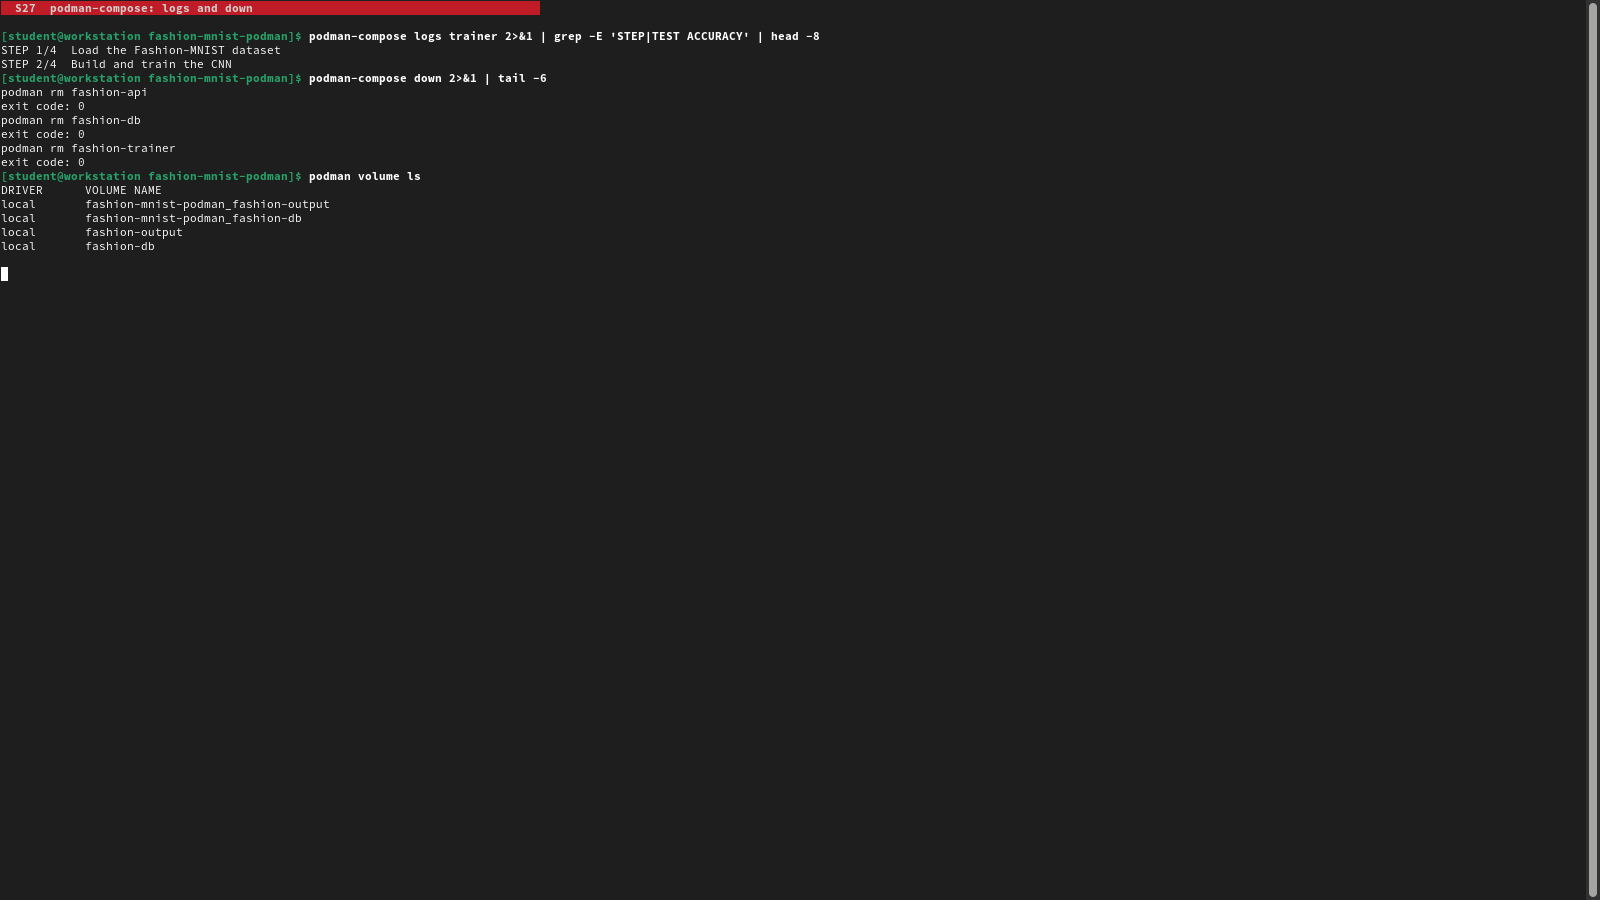 S27  podman-compose: logs and down
[student@workstation fashion-mnist-podman]$ podman-compose logs trainer 2>&1 | grep -E 'STEP|TEST ACCURACY' | head -8
STEP 1/4  Load the Fashion-MNIST dataset
STEP 2/4  Build and train the CNN
[student@workstation fashion-mnist-podman]$ podman-compose down 2>&1 | tail -6
podman rm fashion-api
exit code: 0
podman rm fashion-db
exit code: 0
podman rm fashion-trainer
exit code: 0
[student@workstation fashion-mnist-podman]$ podman volume ls
DRIVER      VOLUME NAME
local       fashion-mnist-podman_fashion-output
local       fashion-mnist-podman_fashion-db
local       fashion-output
local       fashion-db